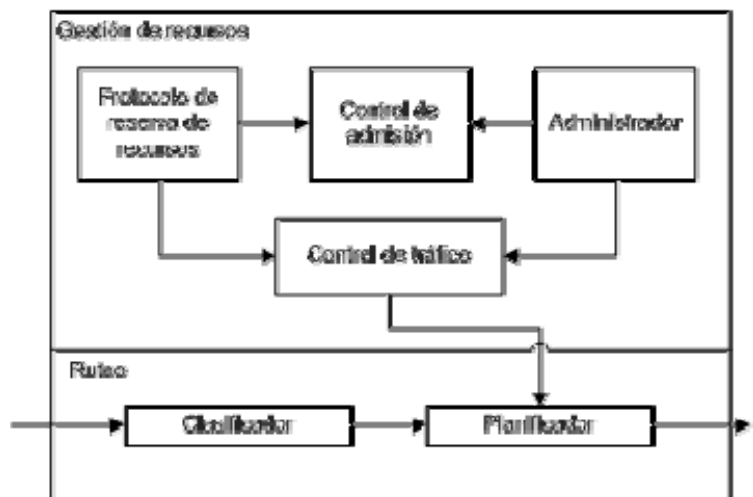 Gestión de recursos
Protocolo de
reserva de
recursos
Control de
admisión
Administrador
Control de tráfico
Ruteo
Clasificador
Planificador